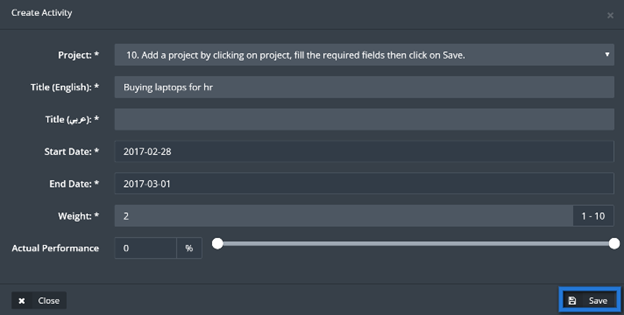 Create Activity
×
Project: * 10. Add a project by clicking on project, fill the required fields then click on Save.
Title (English): * Buying laptops for hr
Title (عربي): *
Start Date: * 2017-02-28
End Date: * 2017-03-01
Weight: * 2 1 - 10
Actual Performance 0 %
× Close Save